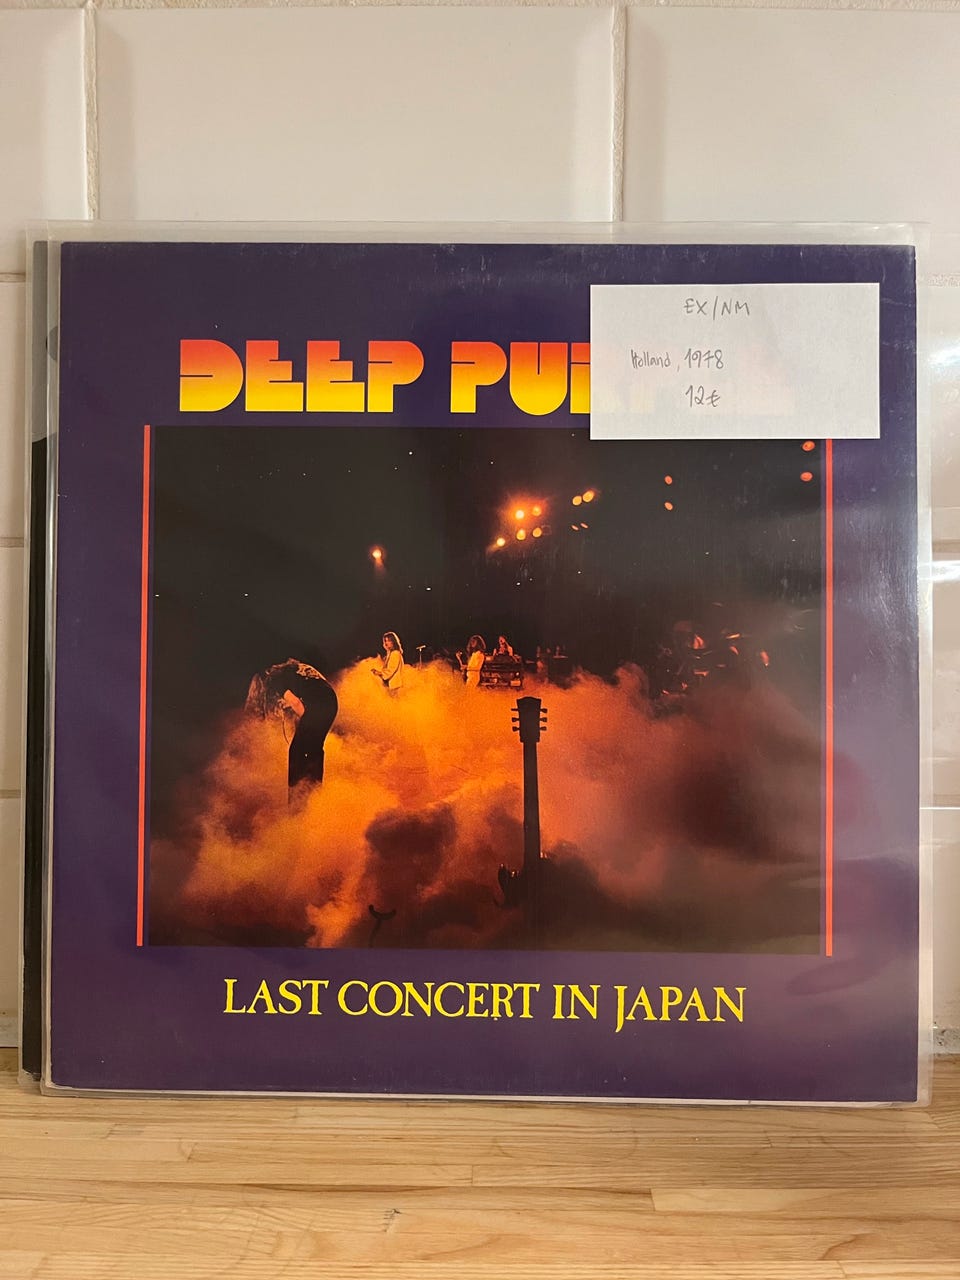 EX/NM
DEEP PU
Holland, 1978
12€
LAST CONCERT IN JAPAN